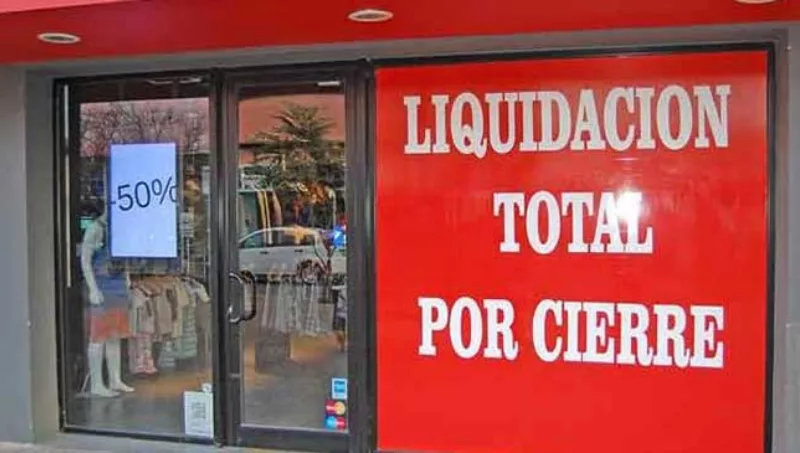 -50%
LIQUIDACION
TOTAL
POR CIERRE